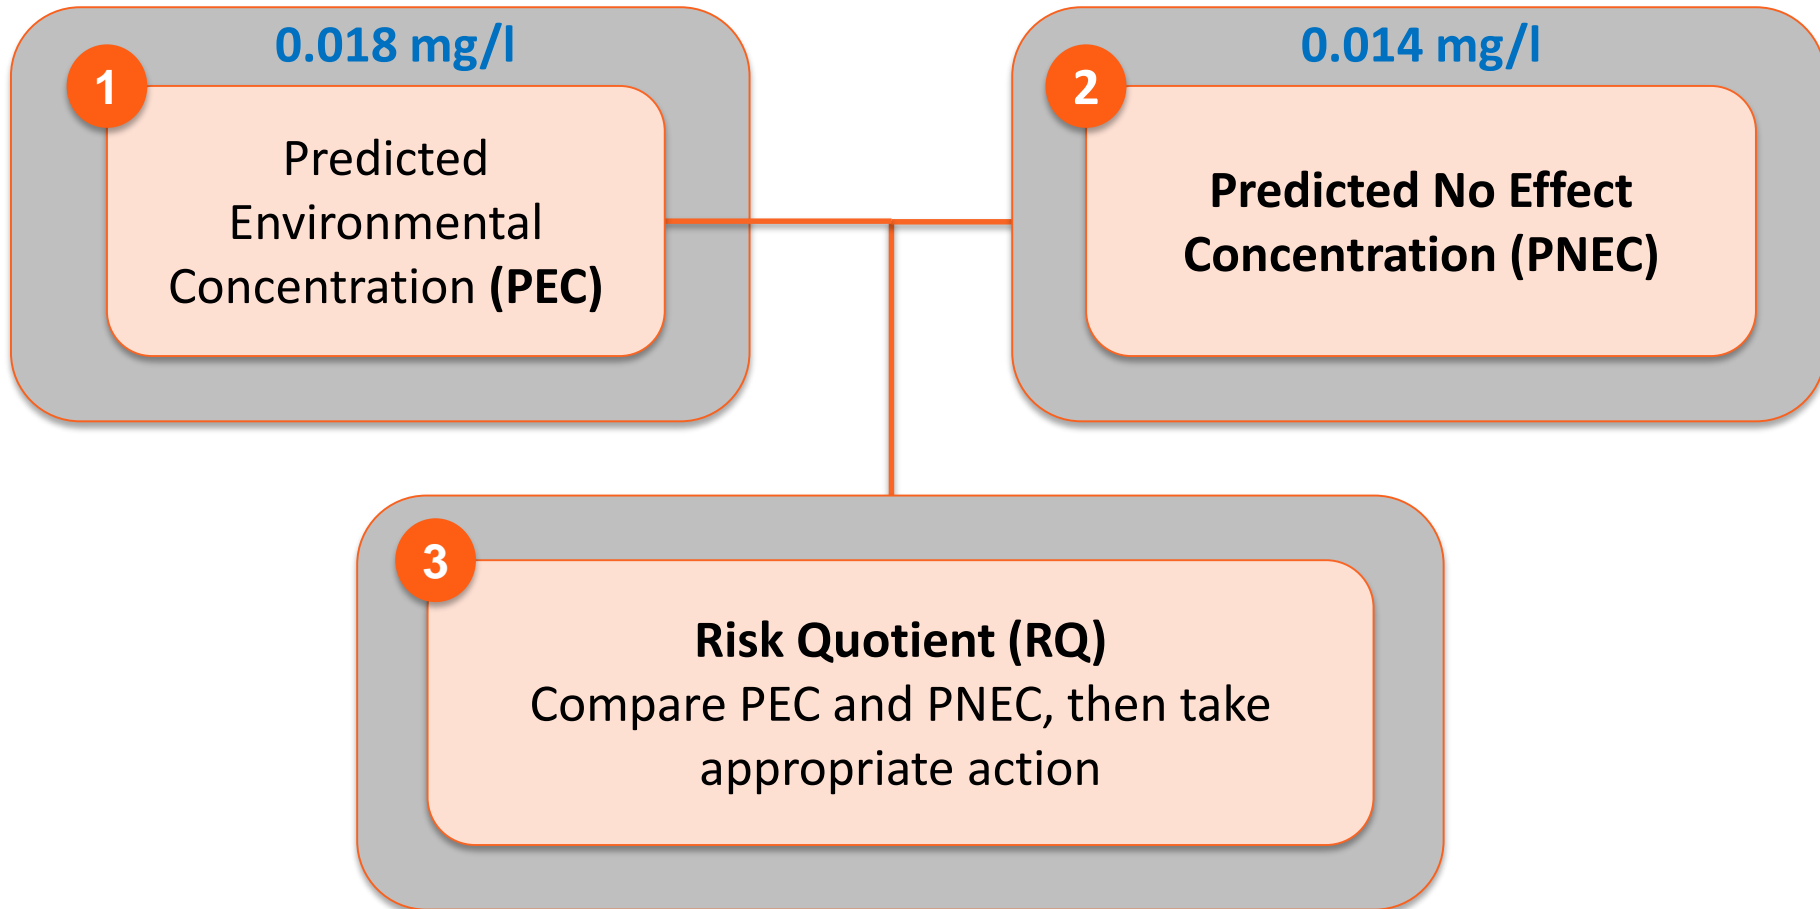 0.018 mg/l
1
Predicted
Environmental
Concentration (PEC)
0.014 mg/l
2
Predicted No Effect
Concentration (PNEC)
3
Risk Quotient (RQ)
Compare PEC and PNEC, then take
appropriate action